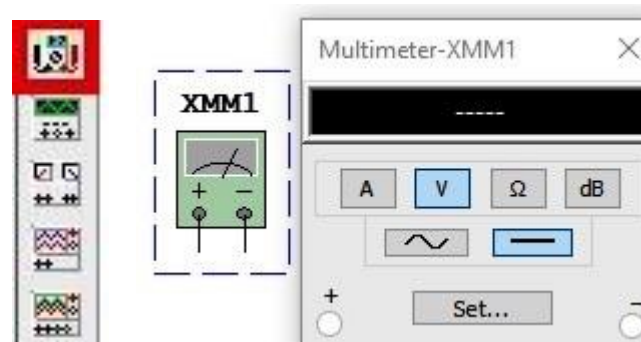 Multimeter-XMM1
XMM1
-----
A V Ω dB
+ −
+ −
Set...